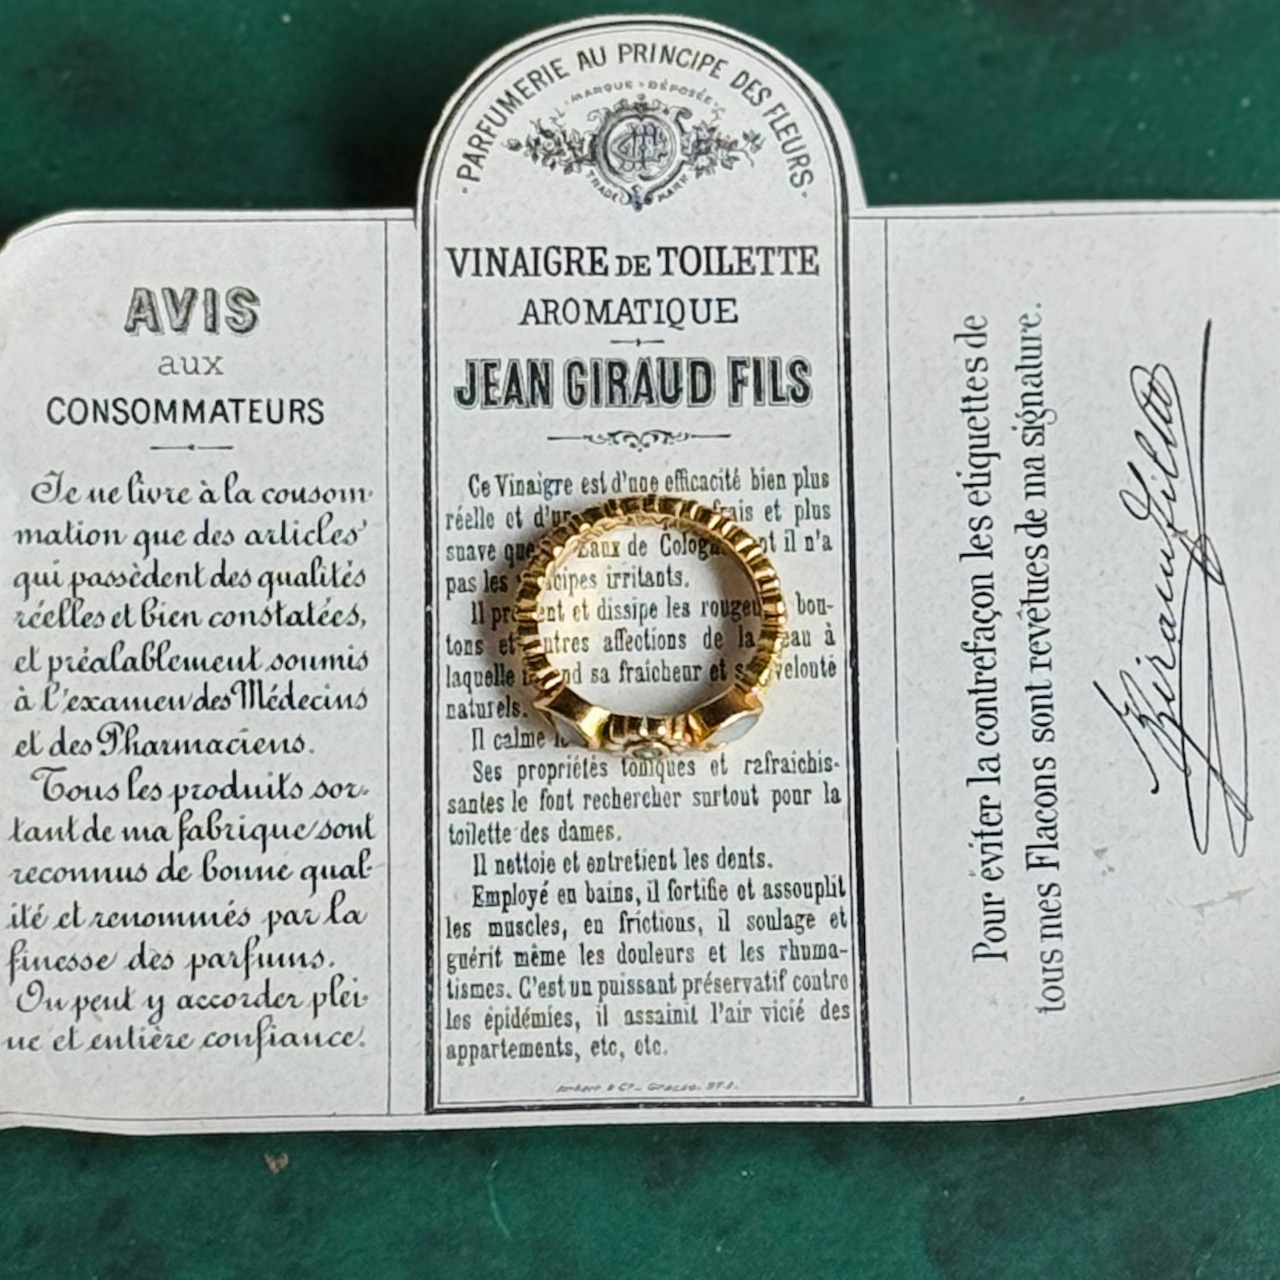 AVIS
aux
CONSOMMATEURS
Je ne livre à la consom-
mation que des articles
qui passèdent des qualités
réelles et bien constatées,
et préalablement soumis
à l'examen des Médecins
et des Pharmaciens.
Tous les produits sor-
tant de ma fabrique sont
reconnus de bonne qual-
ité et renommés par la
finesse des parfums.
On peut y accorder plei-
ne et entière confiance.
PARFUMERIE AU PRINCIPE DES FLEURS
MARQUE DÉPOSÉE
TRADE MARK
VINAIGRE DE TOILETTE
AROMATIQUE
JEAN GIRAUD FILS
Ce Vinaigre est d'une efficacité bien plus
réelle et frais et plus
suave que Eaux de il n'a
pas les irritants.
Il et dissipe les bou-
tons et affections de la à
laquelle sa fraîcheur et velouté
naturels.
Il calme
Ses propriétés toniques et rafraichis-
santes le font rechercher surtout pour la
toilette des dames.
Il nettoie et entretient les dents.
Employé en bains, il fortifie et assouplit
les muscles, en frictions, il soulage et
guérit même les douleurs et les rhuma-
tismes. C'est un puissant préservatif contre
les épidémies, il assainit l'air vicié des
appartements, etc, etc.
Pour éviter la contrefaçon les etiquettes de
tous mes Flacons sont revêtues de ma signature.